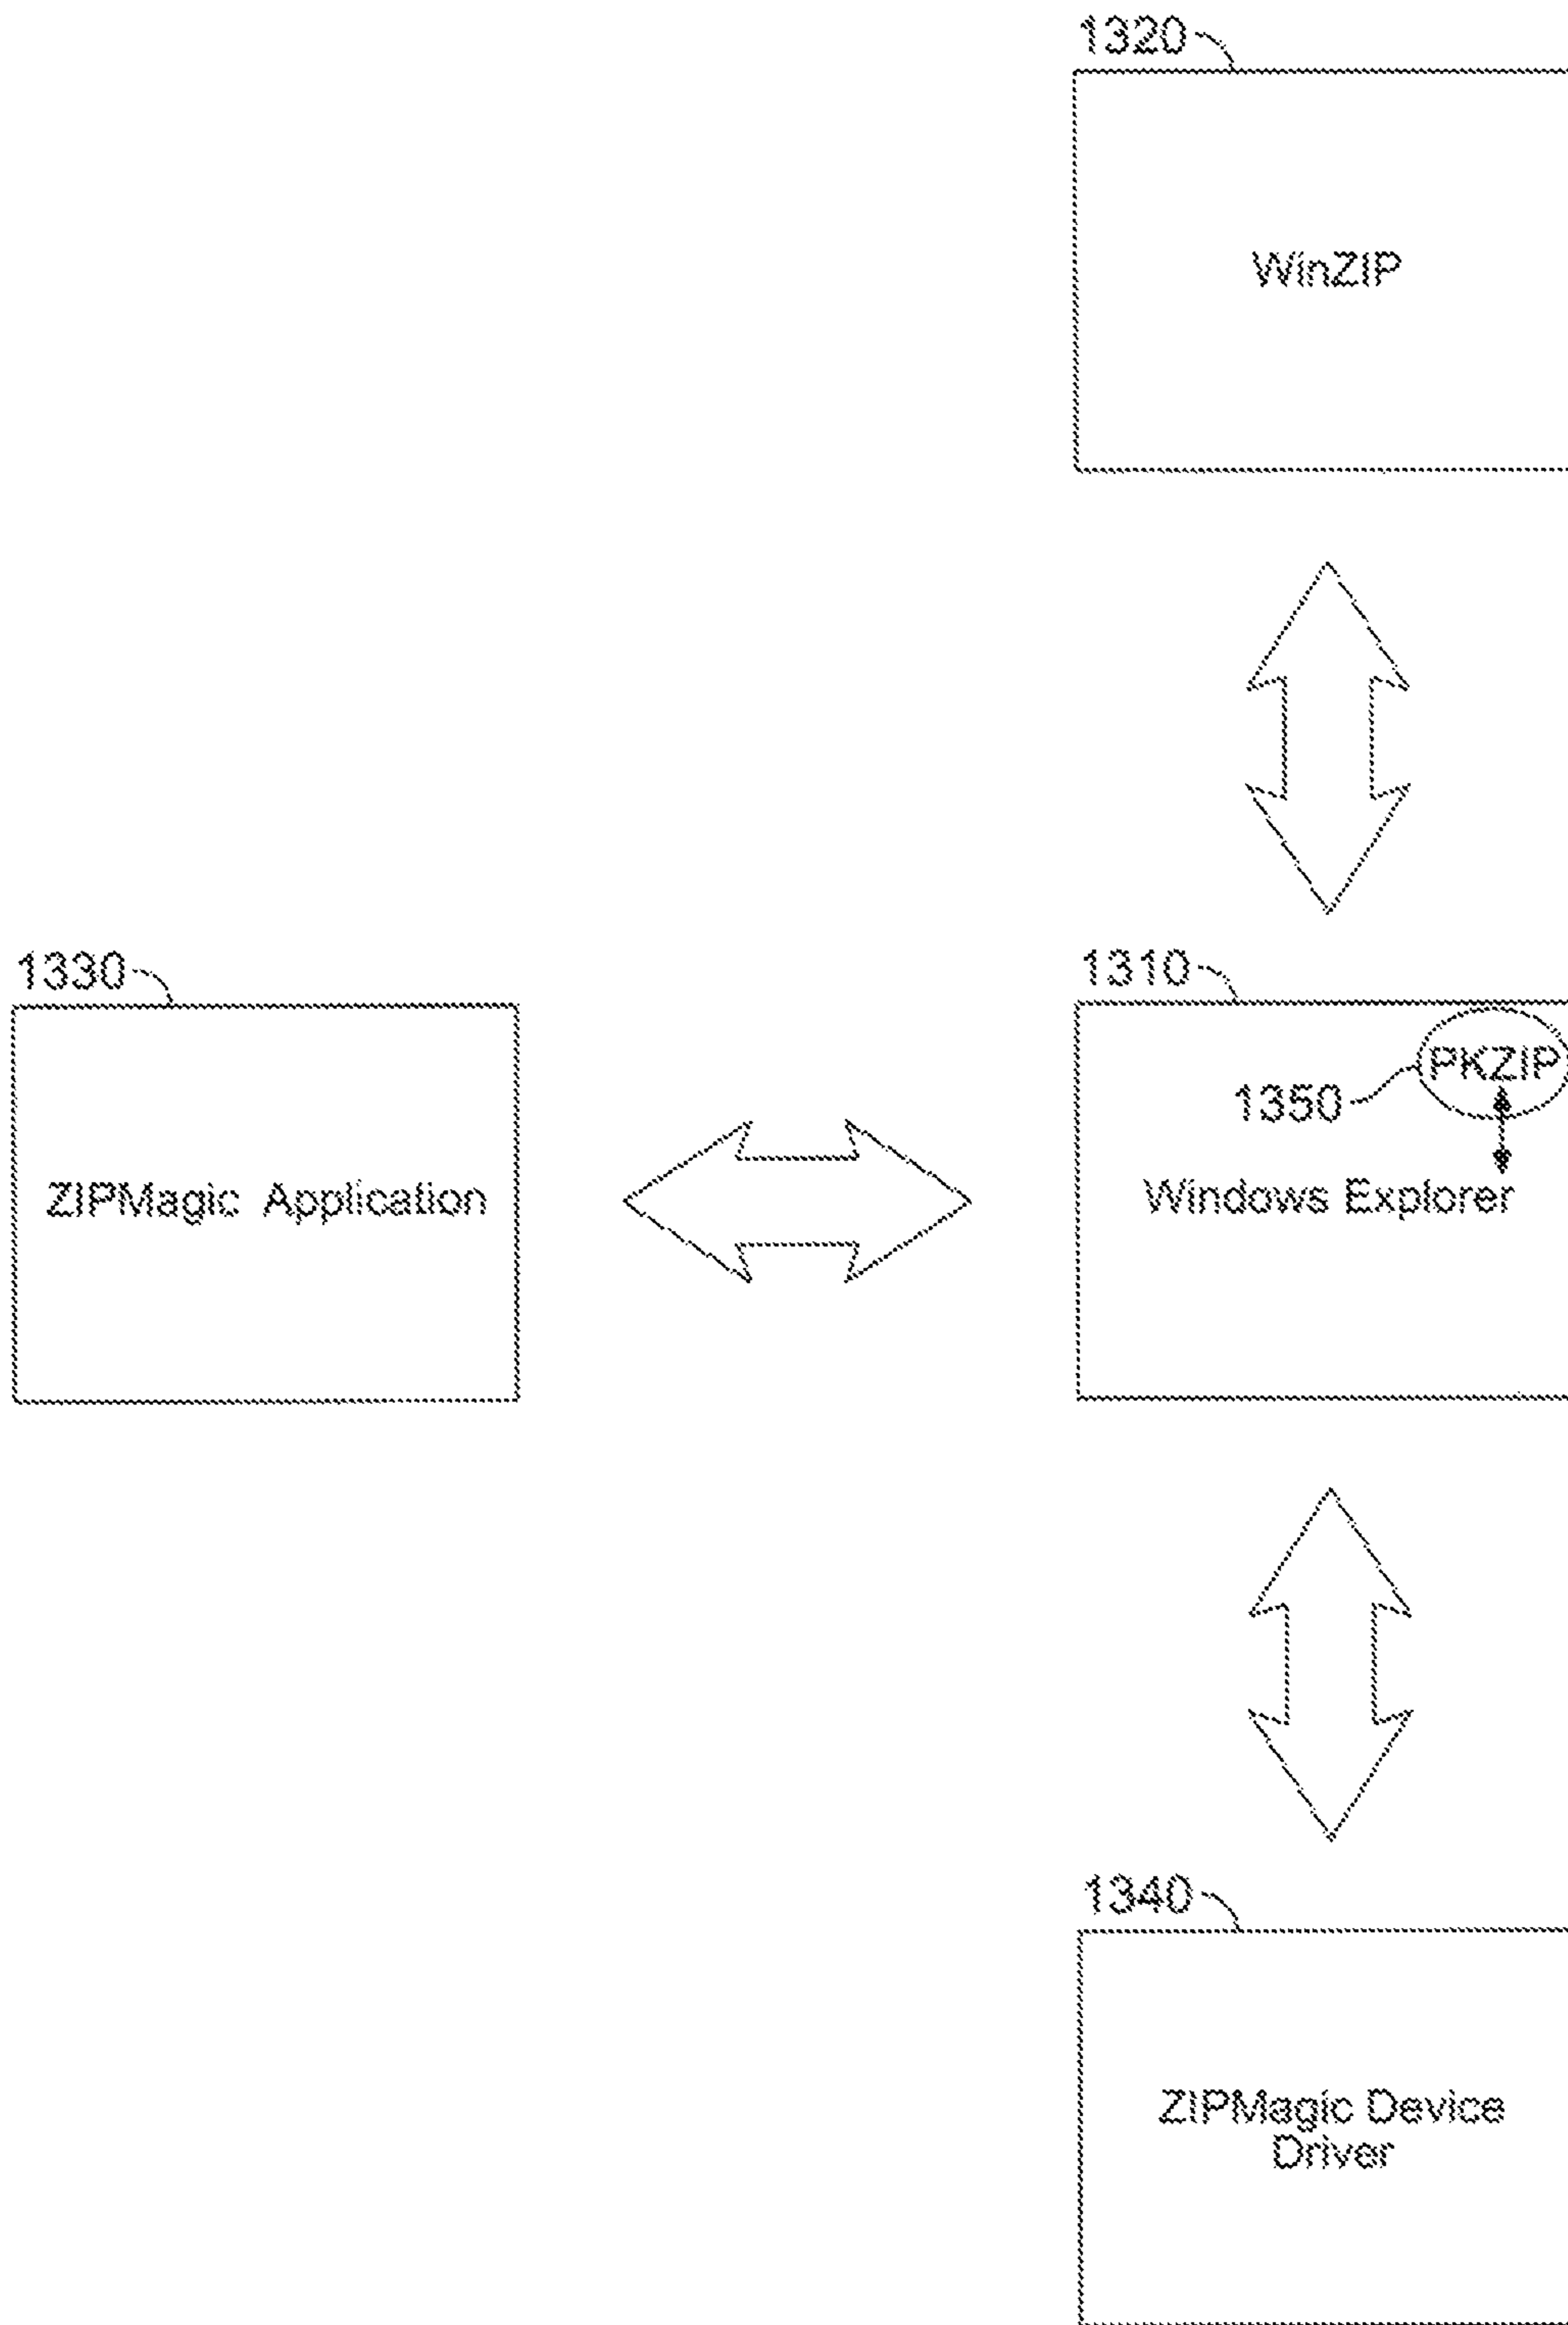 1320
WinZIP
1330
1310
PKZIP
1350
ZIPMagic Application
Windows Explorer
1340
ZIPMagic Device
Driver